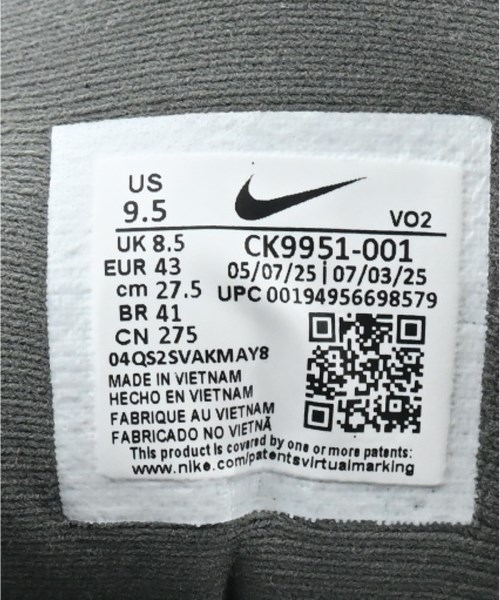 US
9.5
VO2
UK 8.5
EUR 43
cm 27.5
BR 41
CN 275
CK9951-001
05/07/25 | 07/03/25
UPC 00194956698579
04QS2SVAKMAY8
MADE IN VIETNAM
HECHO EN VIETNAM
FABRIQUE AU VIETNAM
FABRICADO NO VIETNÃ
This product is covered by one or more patents:
www.nike.com/patentsvirtualmarking